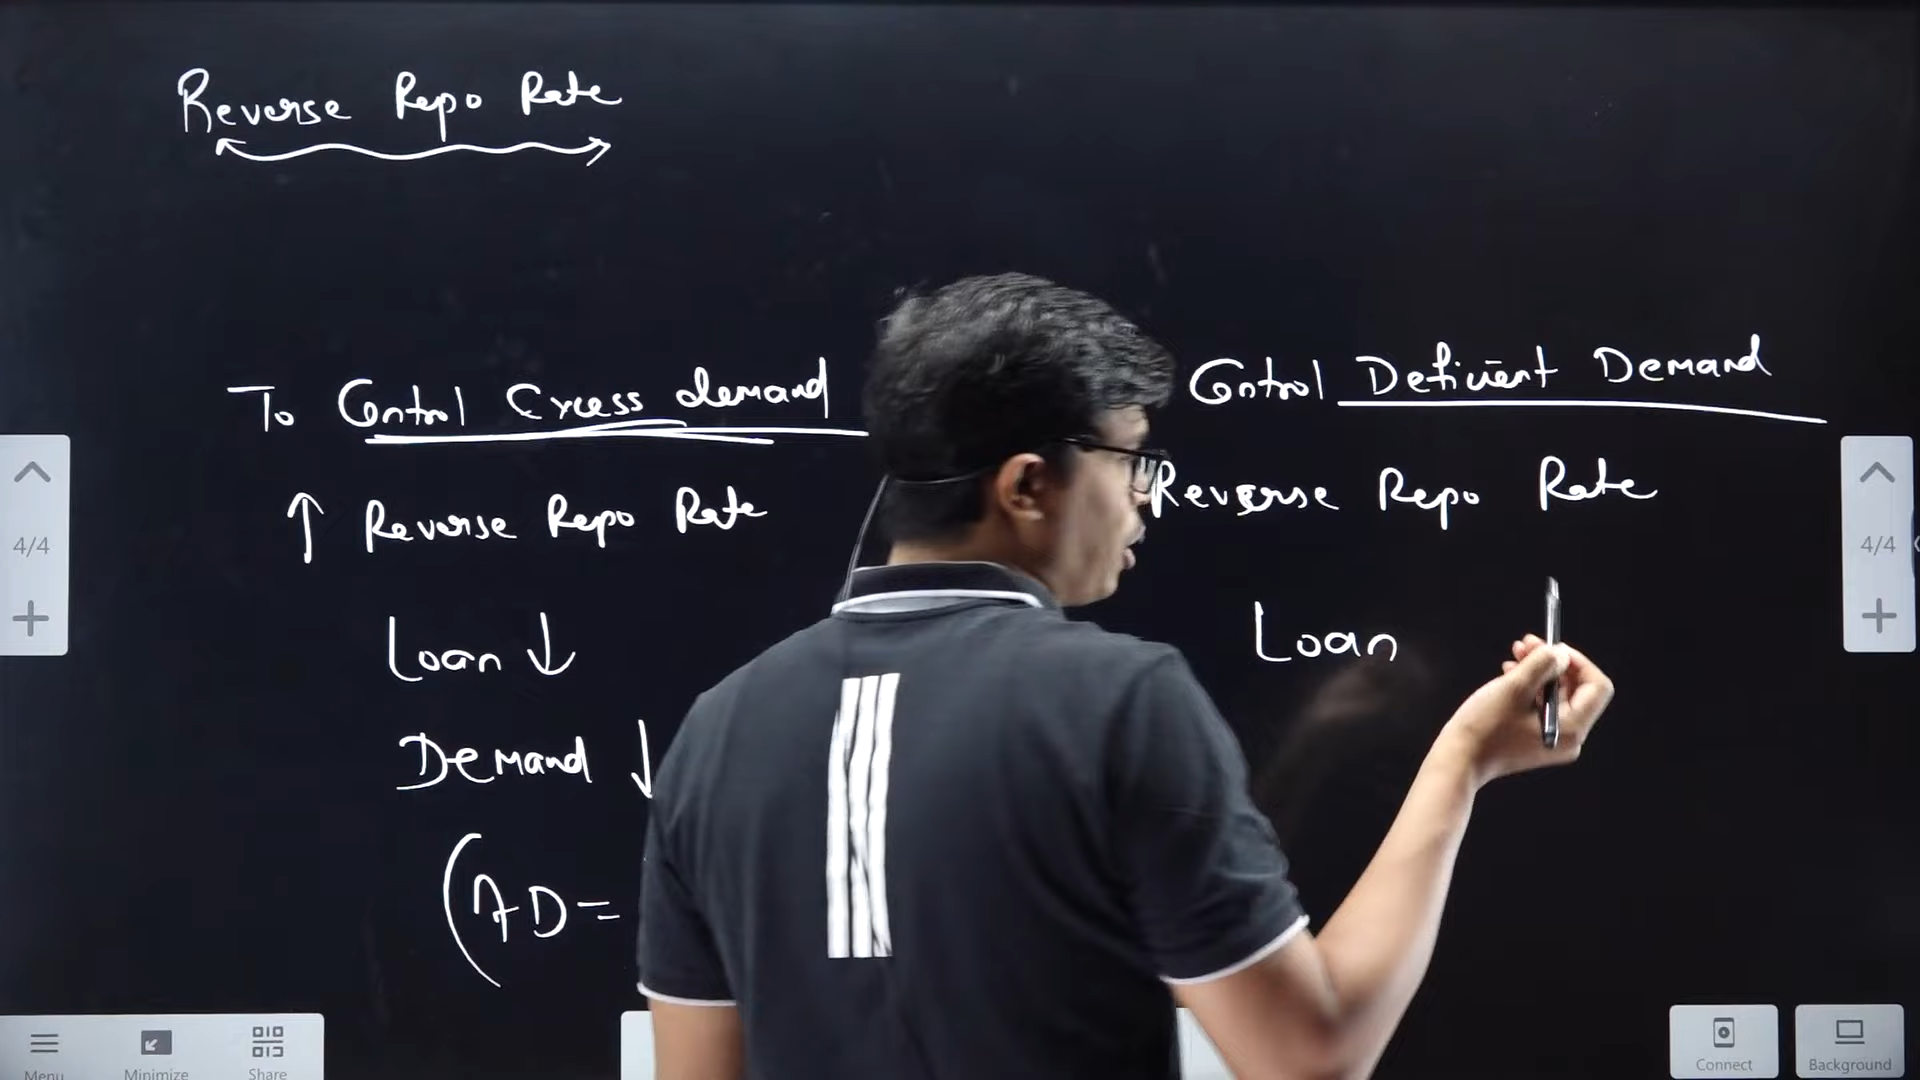 Reverse Repo Rate
To Control Excess demand
↑ Reverse Repo Rate
Loan ↓
Demand ↓
(AD=
Control Deficient Demand
Reverse Repo Rate
Loan
4/4
4/4
Menu
Minimize
Share
Connect
Background